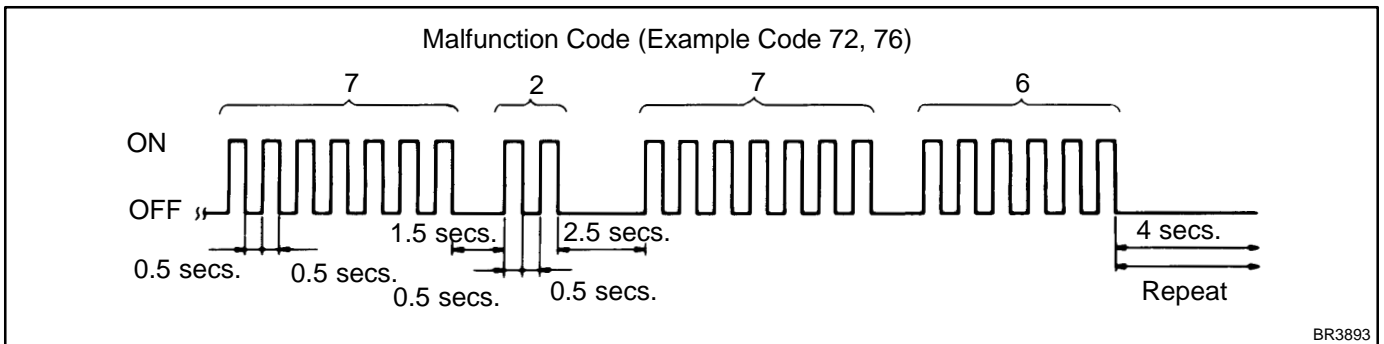 Malfunction Code (Example Code 72, 76)
7 2 7 6
ON
OFF
1.5 secs. 2.5 secs. 4 secs.
0.5 secs. 0.5 secs.
0.5 secs. 0.5 secs.
Repeat
BR3893